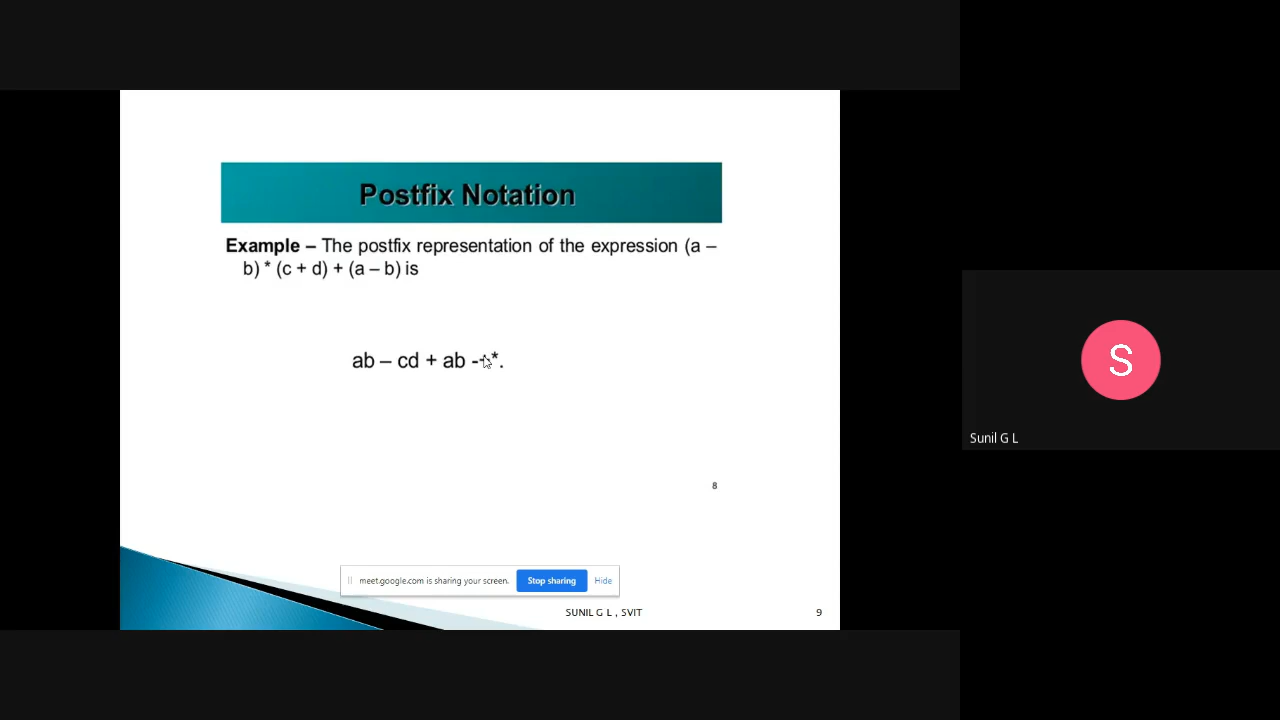 Postfix Notation
Example – The postfix representation of the expression (a –
b) * (c + d) + (a – b) is
ab – cd + ab -+*.
8
meet.google.com is sharing your screen. Stop sharing Hide
SUNIL G L , SVIT 9
S
Sunil G L